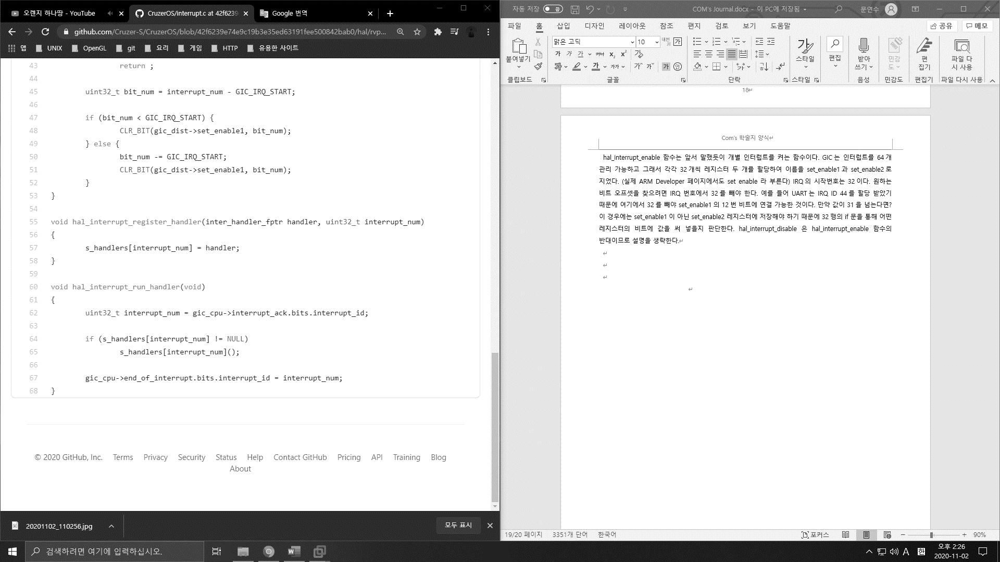 오렌지 하나땅 - YouTube
CruzerOS/interrupt.c at 42f6239
Google 번역
github.com/Cruzer-S/CruzerOS/blob/42f6239e74e9c19b3e35ed63191fee500842bab0/hal/rvp...
앱 UNIX OpenGL git 요리 게임 HTTP 유용한 사이트
43 return ;
44
45 uint32_t bit_num = interrupt_num - GIC_IRQ_START;
46
47 if (bit_num < GIC_IRQ_START) {
48 CLR_BIT(gic_dist->set_enable1, bit_num);
49 } else {
50 bit_num -= GIC_IRQ_START;
51 CLR_BIT(gic_dist->set_enable1, bit_num);
52 }
53 }
54
55 void hal_interrupt_register_handler(inter_handler_fptr handler, uint32_t interrupt_num)
56 {
57 s_handlers[interrupt_num] = handler;
58 }
59
60 void hal_interrupt_run_handler(void)
61 {
62 uint32_t interrupt_num = gic_cpu->interrupt_ack.bits.interrupt_id;
63
64 if (s_handlers[interrupt_num] != NULL)
65 s_handlers[interrupt_num]();
66
67 gic_cpu->end_of_interrupt.bits.interrupt_id = interrupt_num;
68 }
© 2020 GitHub, Inc. Terms Privacy Security Status Help Contact GitHub Pricing API Training Blog
About
20201102_110256.jpg
모두 표시
자동 저장 끔
COM's Journal.docx - 이 PC에 저장됨
문연수
파일 홈 삽입 디자인 레이아웃 참조 편지 검토 보기 도움말
공유 메모
붙여넣기
맑은 고딕 10
가 가 가
스타일 편집
받아
쓰기
민감
도
편
집기
파일 다
시 사용
클립보드 글꼴 단락 스타일 음성 민감도 편집기 파일 다시 사용
18
Com's 학술지 양식
hal_interrupt_enable 함수는 앞서 말했듯이 개별 인터럽트를 켜는 함수이다. GIC 는 인터럽트를 64 개
관리 가능하고 그래서 각각 32 개씩 레지스터 두 개를 할당하여 이름을 set_enable1 과 set_enable2 로
지었다. (실제 ARM Developer 페이지에서도 set enable 라 부른다) IRQ 의 시작번호는 32 이다. 원하는
비트 오프셋을 찾으려면 IRQ 번호에서 32 를 빼야 한다. 예를 들어 UART 는 IRQ ID 44 를 할당 받았기
때문에 여기에서 32 를 빼야 set_enable1 의 12 번 비트에 연결 가능한 것이다. 만약 값이 31 을 넘는다면?
이 경우에는 set_enable1 이 아닌 set_enable2 레지스터에 저장해야 하기 때문에 32 행의 if 문을 통해 어떤
레지스터의 비트에 값을 써 넣을지 판단한다. hal_interrupt_disable 은 hal_interrupt_enable 함수의
반대이므로 설명을 생략한다.
19/20 페이지 3351개 단어 한국어
포커스
90%
검색하려면 여기에 입력하십시오.
A 한
오후 2:26
2020-11-02